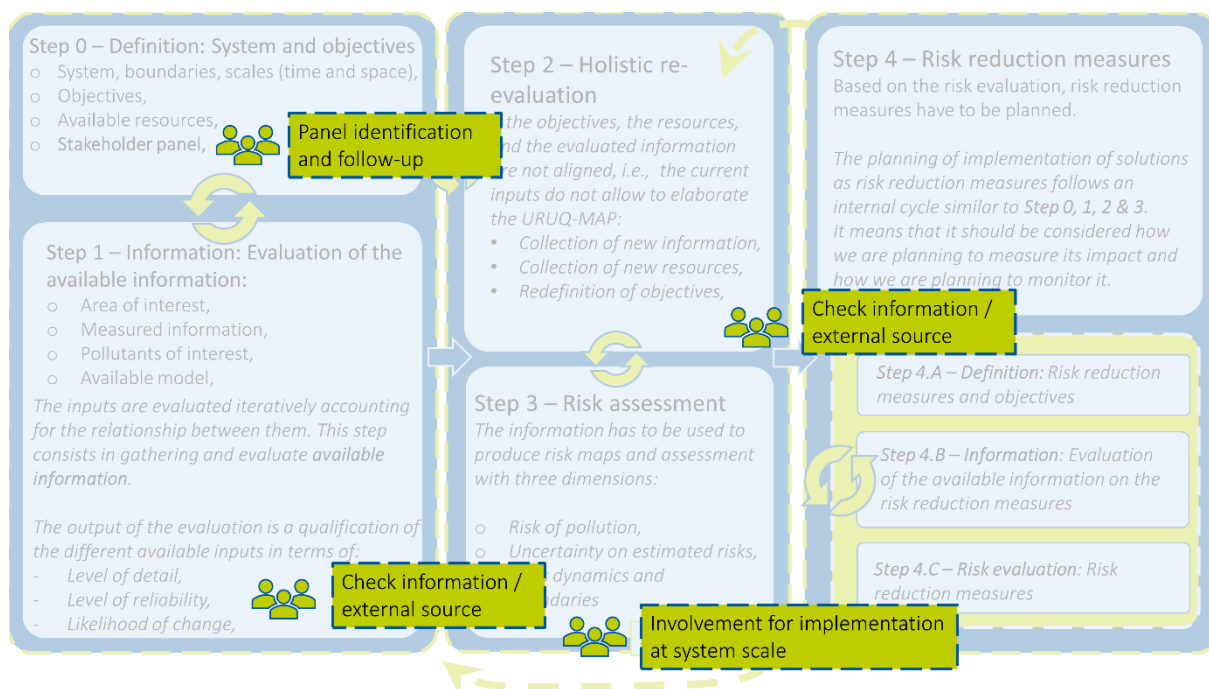 Step 0 – Definition: System and objectives
o System, boundaries, scales (time and space),
o Objectives,
o Available resources,
o Stakeholder panel,
Panel identification
and follow-up
Step 1 – Information: Evaluation of the
available information:
o Area of interest,
o Measured information,
o Pollutants of interest,
o Available model,
The inputs are evaluated iteratively accounting
for the relationship between them. This step
consists in gathering and evaluate available
information.
The output of the evaluation is a qualification of
the different available inputs in terms of:
- Level of detail,
- Level of reliability,
- Likelihood of change,
Check information /
external source
Step 2 – Holistic re-
evaluation
the objectives, the resources,
the evaluated information
not aligned, i.e., the current
inputs do not allow to elaborate
the URUQ-MAP:
• Collection of new information,
• Collection of new resources,
• Redefinition of objectives,
Check information /
external source
Step 3 – Risk assessment
The information has to be used to
produce risk maps and assessment
with three dimensions:
o Risk of pollution,
o Uncertainty on estimated risks,
dynamics and
Involvement for implementation
at system scale
Step 4 – Risk reduction measures
Based on the risk evaluation, risk reduction
measures have to be planned.
The planning of implementation of solutions
as risk reduction measures follows an
internal cycle similar to Step 0, 1, 2 & 3.
It means that it should be considered how
we are planning to measure its impact and
how we are planning to monitor it.
Step 4.A – Definition: Risk reduction
measures and objectives
Step 4.B – Information: Evaluation
of the available information on the
risk reduction measures
Step 4.C – Risk evaluation: Risk
reduction measures